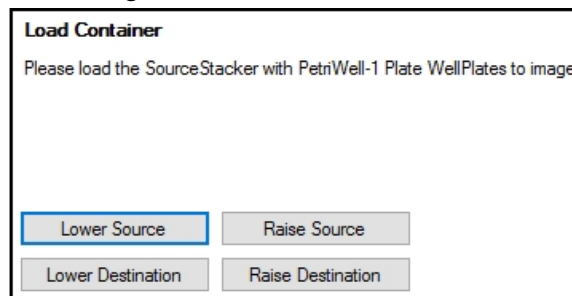 Load Container
Please load the SourceStacker with PetriWell-1 Plate WellPlates to image
Lower Source
Raise Source
Lower Destination
Raise Destination